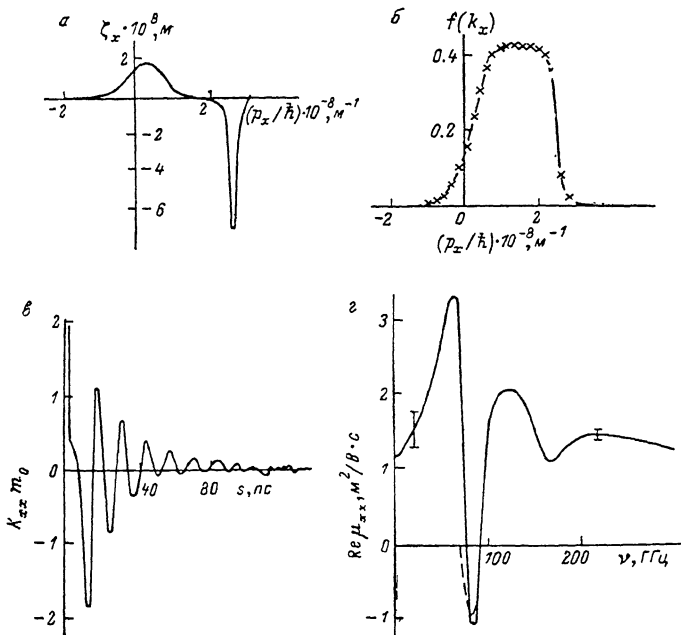 а
ζₓ·10⁸, м
2
-2
2
(pₓ/ħ)·10⁻⁸, м⁻¹
-2
-4
-6
б
f(kₓ)
0.4
0.2
-2
0
2
(pₓ/ħ)·10⁻⁸, м⁻¹
в
2
1
0
40
80
s, пс
-1
-2
Kₓₓ m₀
г
3
2
1
0
100
200
ν, ГГц
-1
Re μₓₓ, м²/В·с